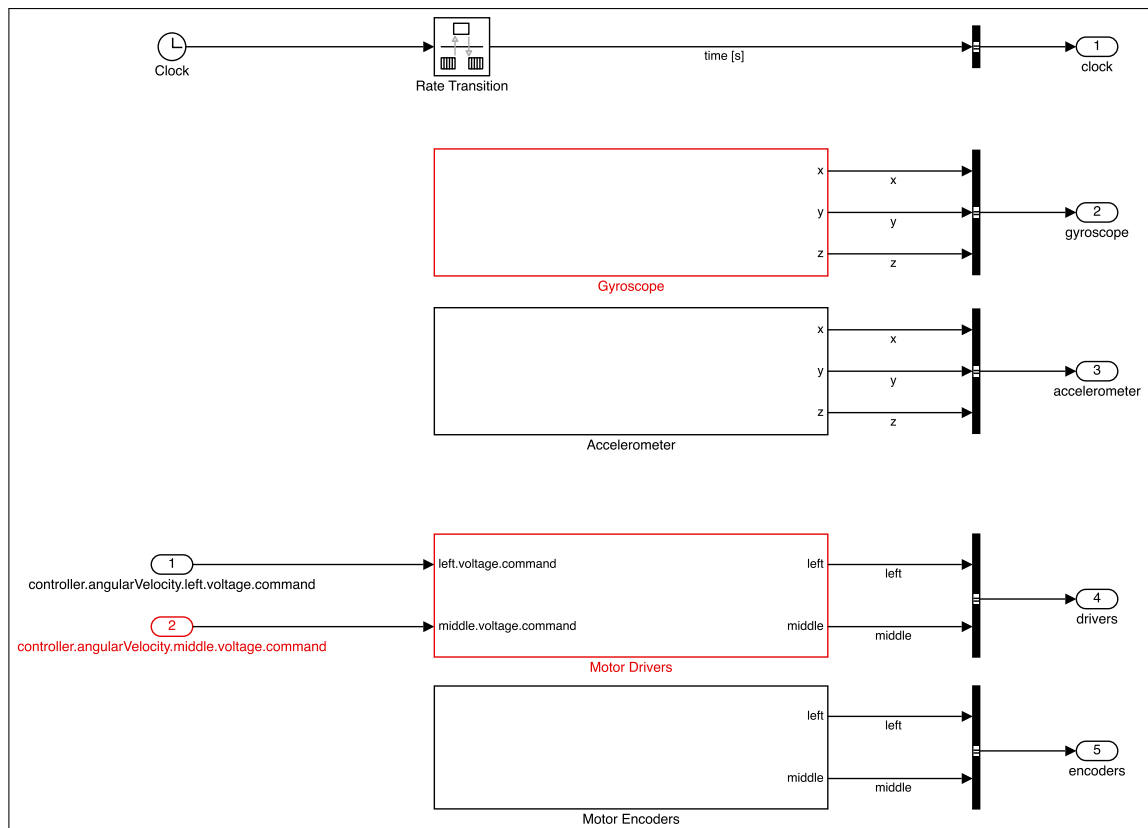 Clock
Rate Transition
time [s]
1
clock
x
x
y
y
z
z
2
gyroscope
Gyroscope
x
x
y
y
z
z
3
accelerometer
Accelerometer
1
controller.angularVelocity.left.voltage.command
left.voltage.command
left
left
2
controller.angularVelocity.middle.voltage.command
middle.voltage.command
middle
middle
4
drivers
Motor Drivers
left
left
middle
middle
5
encoders
Motor Encoders